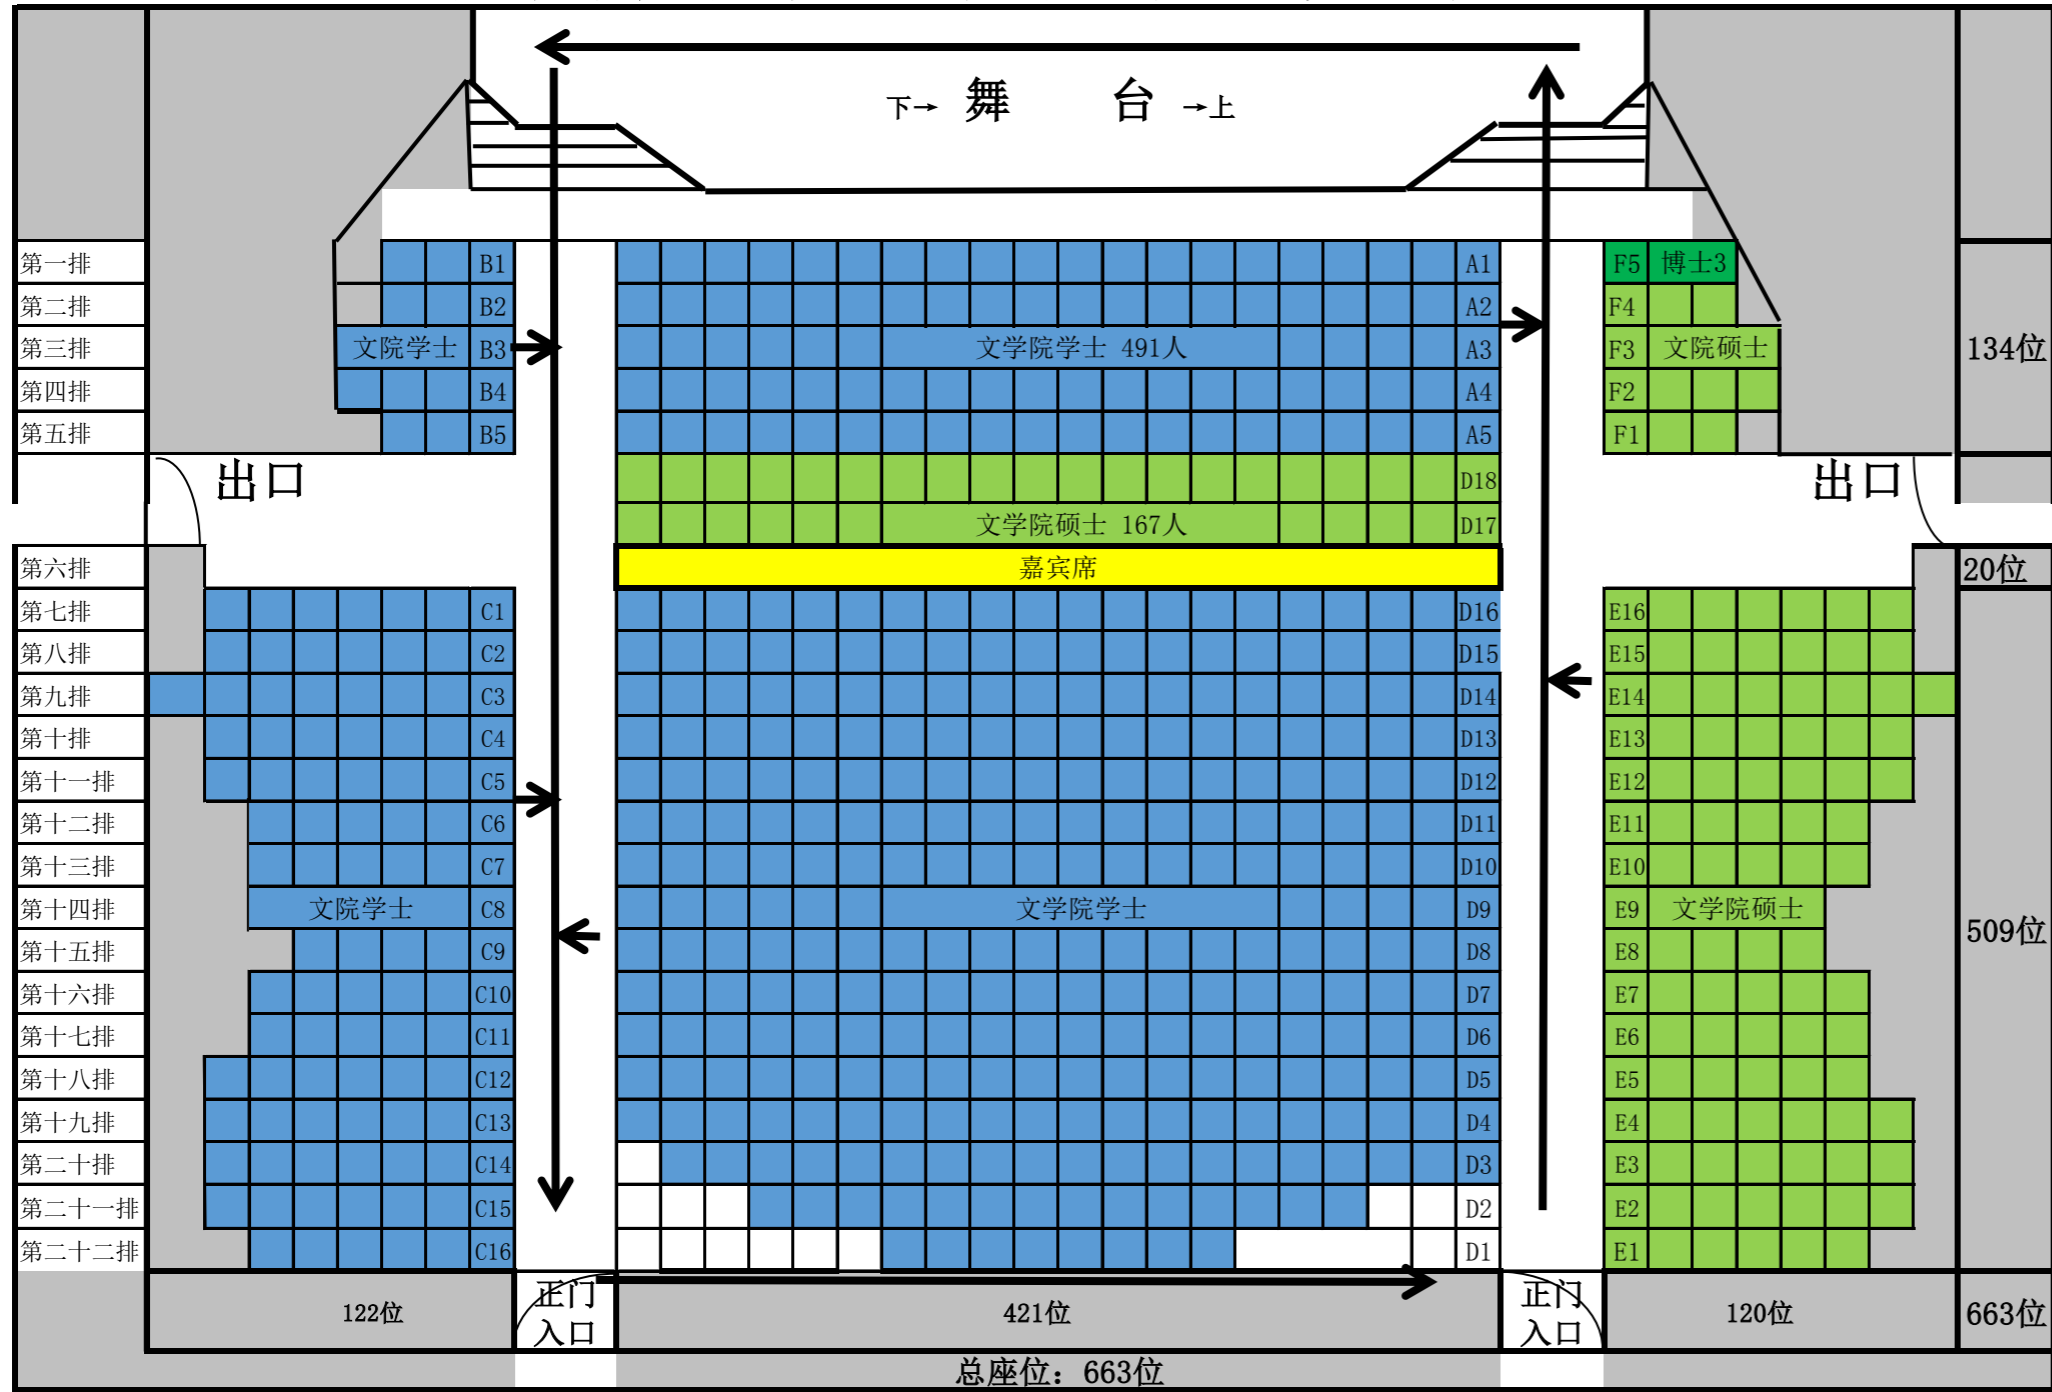 下→ 舞 台 →上
第一排 B1 A1 F5 博士3
第二排 B2 A2 F4
第三排 文院学士 B3 文学院学士 491人 A3 F3 文院硕士 134位
第四排 B4 A4 F2
第五排 B5 A5 F1
出口 D18 出口
文学院硕士 167人 D17
第六排 嘉宾席 20位
第七排 C1 D16 E16
第八排 C2 D15 E15
第九排 C3 D14 E14
第十排 C4 D13 E13
第十一排 C5 D12 E12
第十二排 C6 D11 E11
第十三排 C7 D10 E10
第十四排 文院学士 C8 文学院学士 D9 E9 文学院硕士
第十五排 C9 D8 E8 509位
第十六排 C10 D7 E7
第十七排 C11 D6 E6
第十八排 C12 D5 E5
第十九排 C13 D4 E4
第二十排 C14 D3 E3
第二十一排 C15 D2 E2
第二十二排 C16 D1 E1
122位 正门 421位 正门 120位 663位
入口 入口
总座位：663位